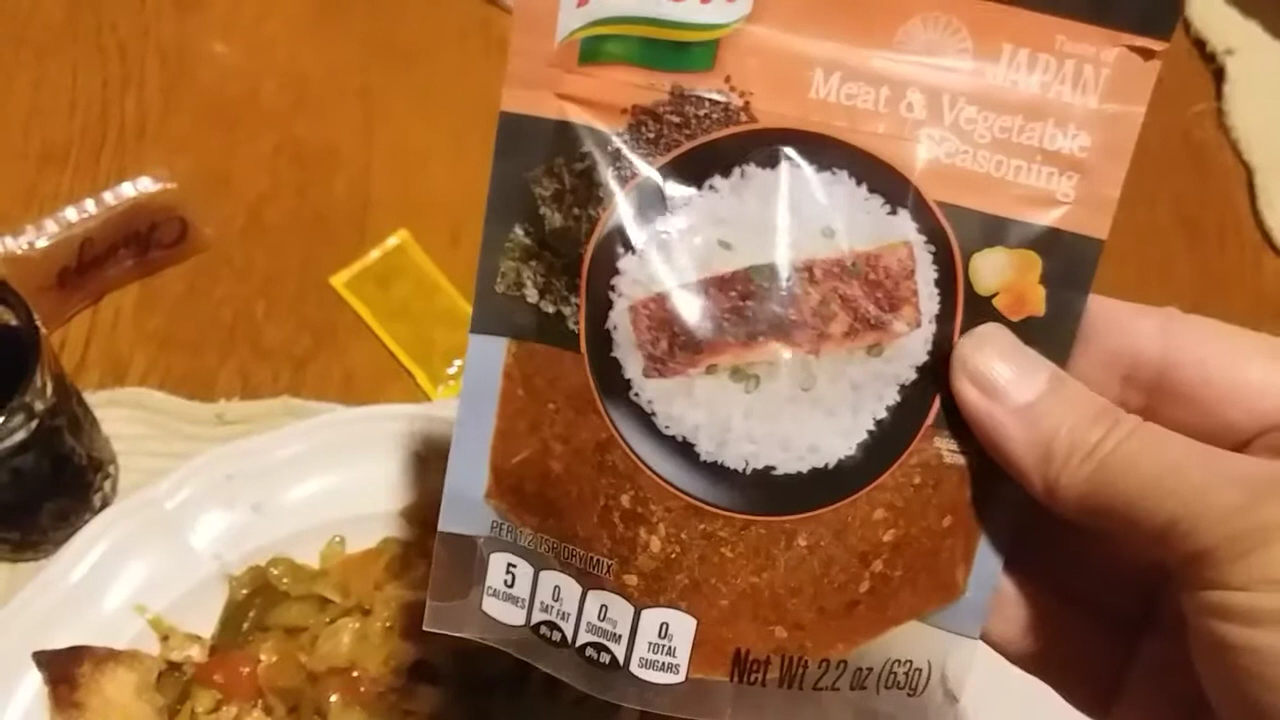 Taste of
JAPAN
Meat & Vegetable
Seasoning
PER 1/2 TSP DRY MIX
5
CALORIES
0g
SAT FAT
0% DV
0mg
SODIUM
0% DV
0g
TOTAL
SUGARS
Net Wt 2.2 oz (63g)